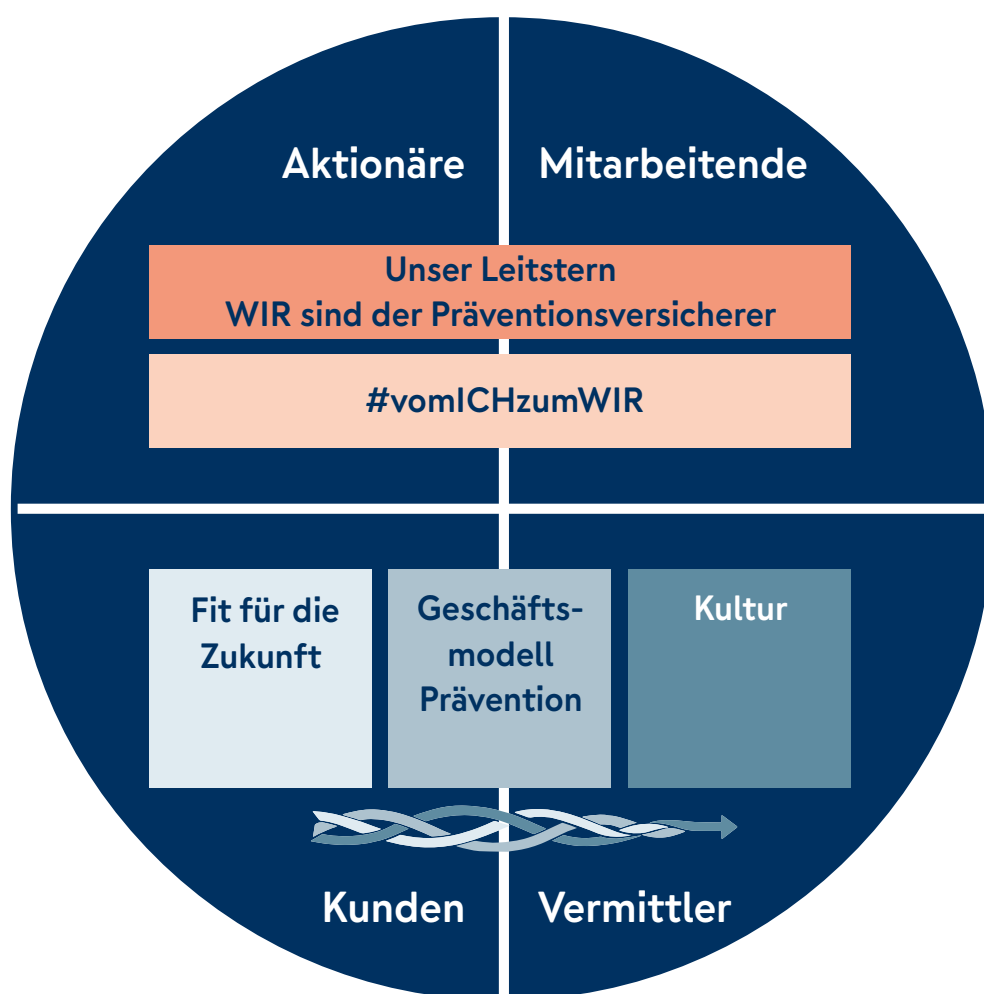 Aktionäre
Mitarbeitende
Unser Leitstern
WIR sind der Präventionsversicherer
#vomICHzumWIR
Fit für die
Zukunft
Geschäfts-
modell
Prävention
Kultur
Kunden
Vermittler